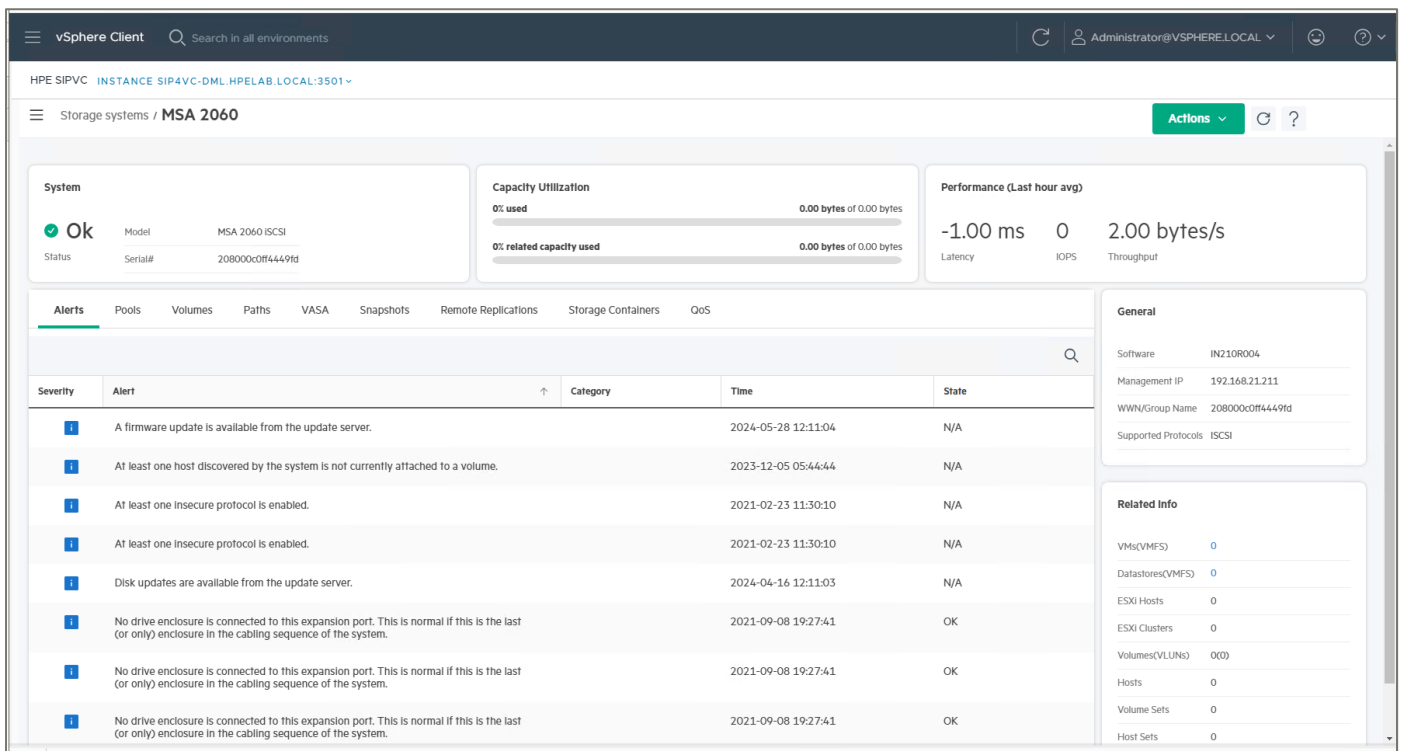 vSphere Client Search in all environments Administrator@VSPHERE.LOCAL
HPE SIPVC INSTANCE SIP4VC-DML.HPELAB.LOCAL:3501
Storage systems / MSA 2060 Actions ?
System
Ok
Status
Model MSA 2060 iSCSI
Serial# 208000c0ff4449fd
Capacity Utilization
0% used 0.00 bytes of 0.00 bytes
0% related capacity used 0.00 bytes of 0.00 bytes
Performance (Last hour avg)
-1.00 ms 0 2.00 bytes/s
Latency IOPS Throughput
Alerts Pools Volumes Paths VASA Snapshots Remote Replications Storage Containers QoS
Severity Alert Category Time State
A firmware update is available from the update server. 2024-05-28 12:11:04 N/A
At least one host discovered by the system is not currently attached to a volume. 2023-12-05 05:44:44 N/A
At least one insecure protocol is enabled. 2021-02-23 11:30:10 N/A
At least one insecure protocol is enabled. 2021-02-23 11:30:10 N/A
Disk updates are available from the update server. 2024-04-16 12:11:03 N/A
No drive enclosure is connected to this expansion port. This is normal if this is the last 2021-09-08 19:27:41 OK
(or only) enclosure in the cabling sequence of the system.
No drive enclosure is connected to this expansion port. This is normal if this is the last 2021-09-08 19:27:41 OK
(or only) enclosure in the cabling sequence of the system.
No drive enclosure is connected to this expansion port. This is normal if this is the last 2021-09-08 19:27:41 OK
(or only) enclosure in the cabling sequence of the system.
General
Software IN210R004
Management IP 192.168.21.211
WWN/Group Name 208000c0ff4449fd
Supported Protocols ISCSI
Related Info
VMs(VMFS) 0
Datastores(VMFS) 0
ESXi Hosts 0
ESXi Clusters 0
Volumes(VLUNs) 0(0)
Hosts 0
Volume Sets 0
Host Sets 0